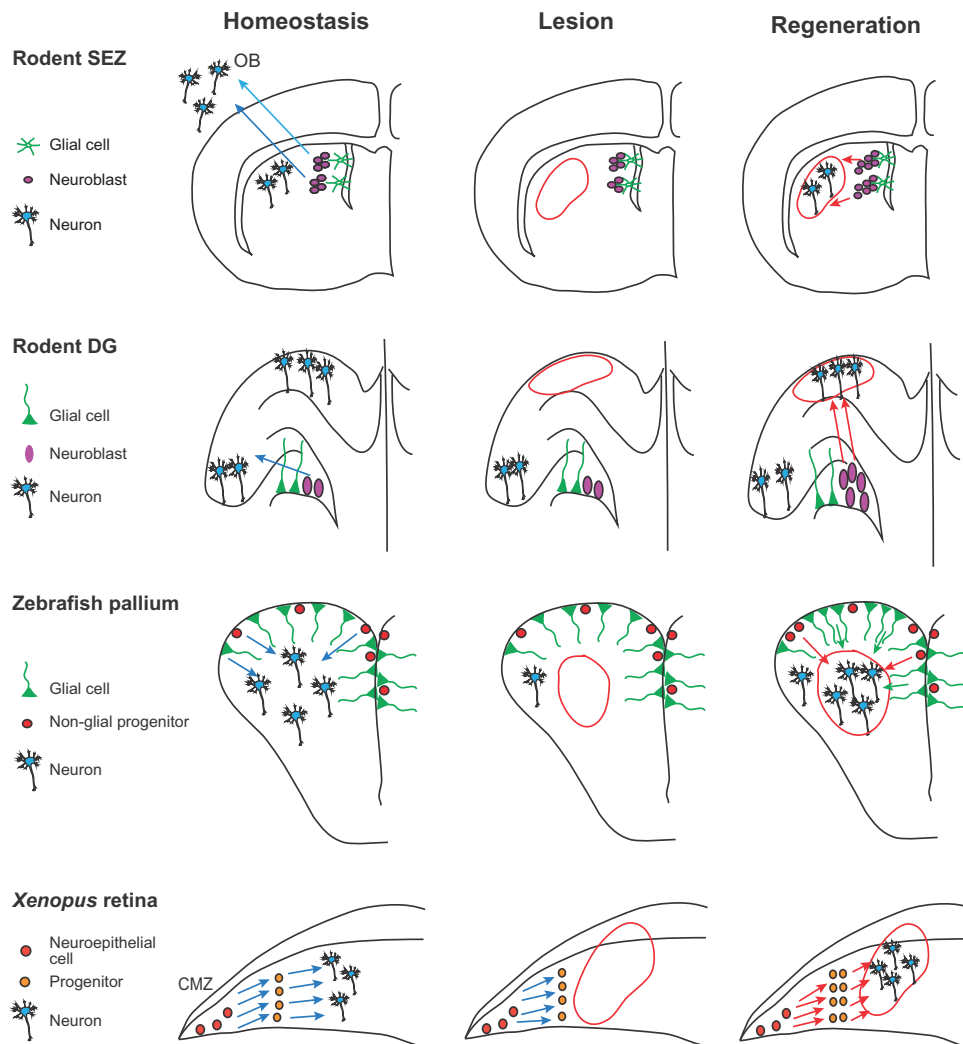 Homeostasis
Lesion
Regeneration
Rodent SEZ
OB
Glial cell
Neuroblast
Neuron
Rodent DG
Glial cell
Neuroblast
Neuron
Zebrafish pallium
Glial cell
Non-glial progenitor
Neuron
Xenopus retina
Neuroepithelial
cell
Progenitor
Neuron
CMZ